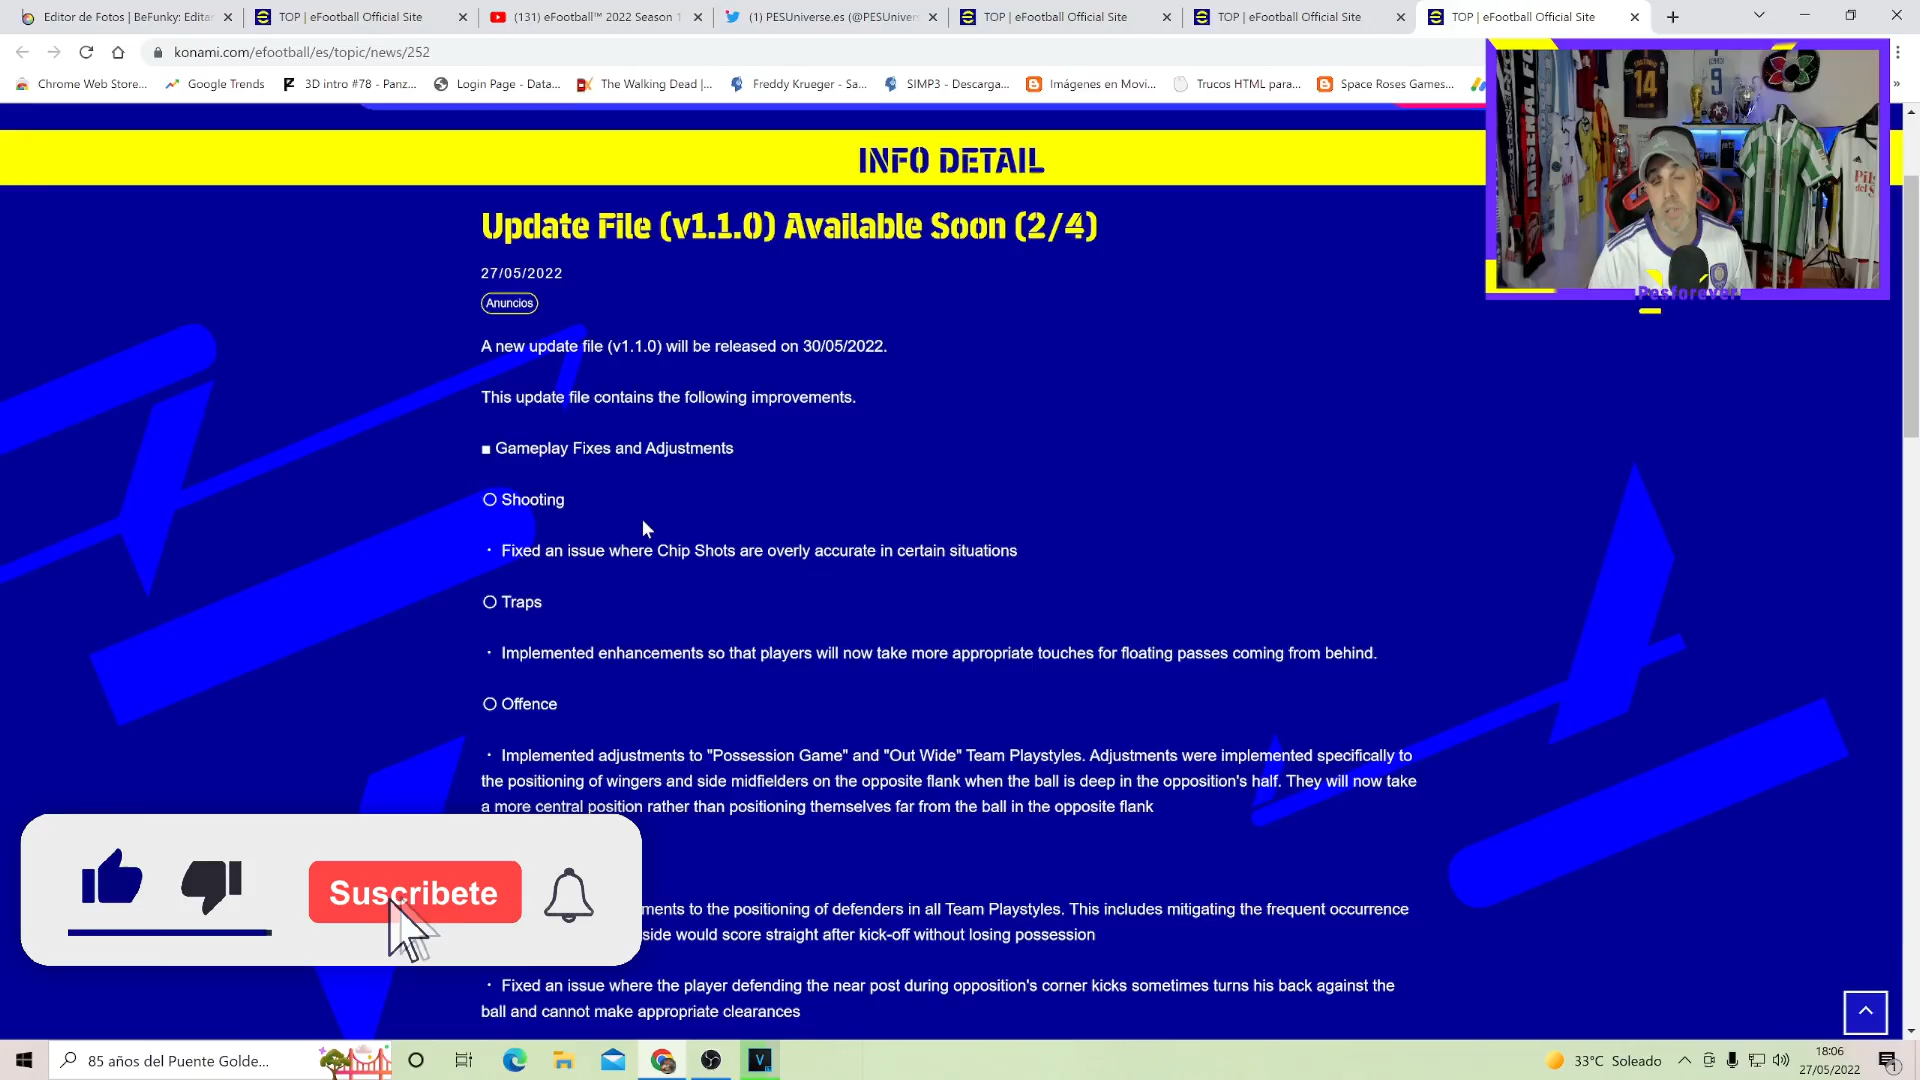 Editor de Fotos | BeFunky: Editar
TOP | eFootball Official Site
(131) eFootball™ 2022 Season 1
(1) PESUniverse.es (@PESUniver
TOP | eFootball Official Site
TOP | eFootball Official Site
TOP | eFootball Official Site
konami.com/efootball/es/topic/news/252
Chrome Web Store...
Google Trends
3D intro #78 - Panz...
Login Page - Data...
The Walking Dead |...
Freddy Krueger - Sa...
SIMP3 - Descarga...
Imágenes en Movi...
Trucos HTML para...
Space Roses Games...
»
INFO DETAIL
Update File (v1.1.0) Available Soon (2/4)
27/05/2022
Anuncios
A new update file (v1.1.0) will be released on 30/05/2022.
This update file contains the following improvements.
■ Gameplay Fixes and Adjustments
○ Shooting
・ Fixed an issue where Chip Shots are overly accurate in certain situations
○ Traps
・ Implemented enhancements so that players will now take more appropriate touches for floating passes coming from behind.
○ Offence
・ Implemented adjustments to "Possession Game" and "Out Wide" Team Playstyles. Adjustments were implemented specifically to
the positioning of wingers and side midfielders on the opposite flank when the ball is deep in the opposition's half. They will now take
a more central position rather than positioning themselves far from the ball in the opposite flank
ments to the positioning of defenders in all Team Playstyles. This includes mitigating the frequent occurrence
side would score straight after kick-off without losing possession
・ Fixed an issue where the player defending the near post during opposition's corner kicks sometimes turns his back against the
ball and cannot make appropriate clearances
Suscribete
ARSENAL
14
9
Pesforever
85 años del Puente Golde...
33°C Soleado
18:06
27/05/2022